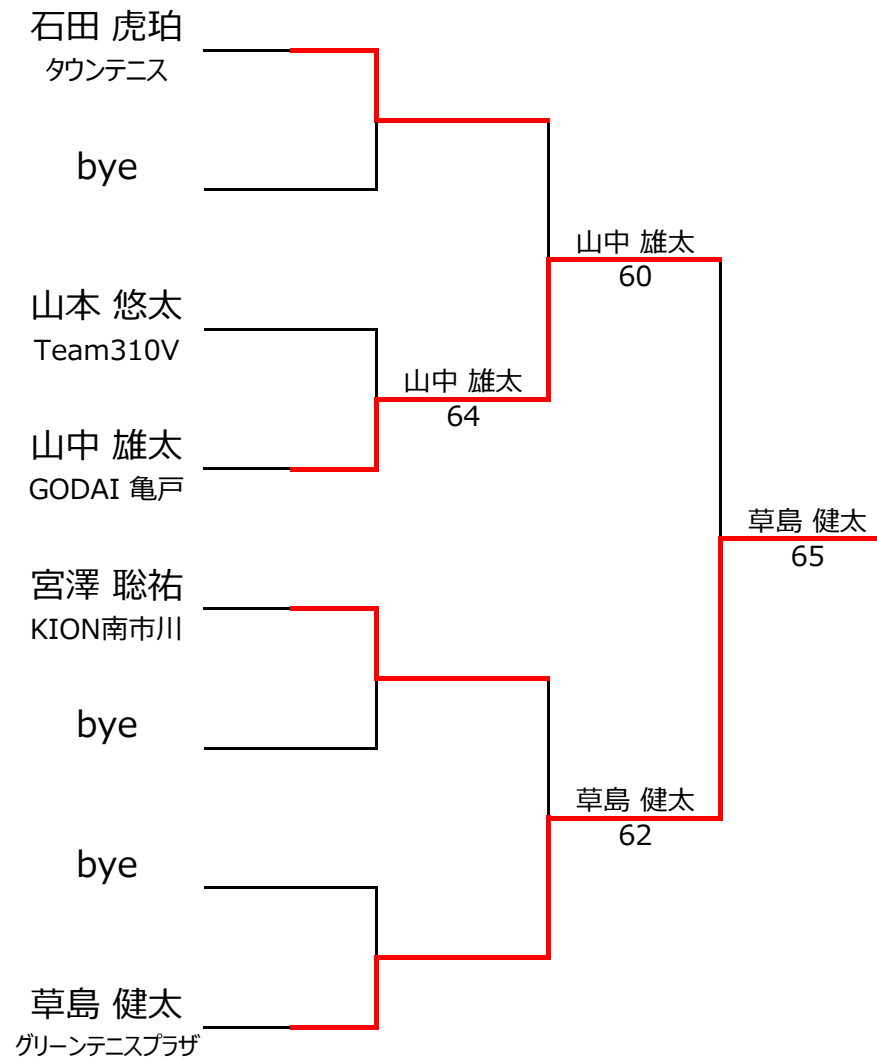 石田 虎珀
タウンテニス
bye
山本 悠太
Team310V
山中 雄太
GODAI 亀戸
宮澤 聡祐
KION南市川
bye
bye
草島 健太
グリーンテニスプラザ
山中 雄太
64
山中 雄太
60
草島 健太
62
草島 健太
65